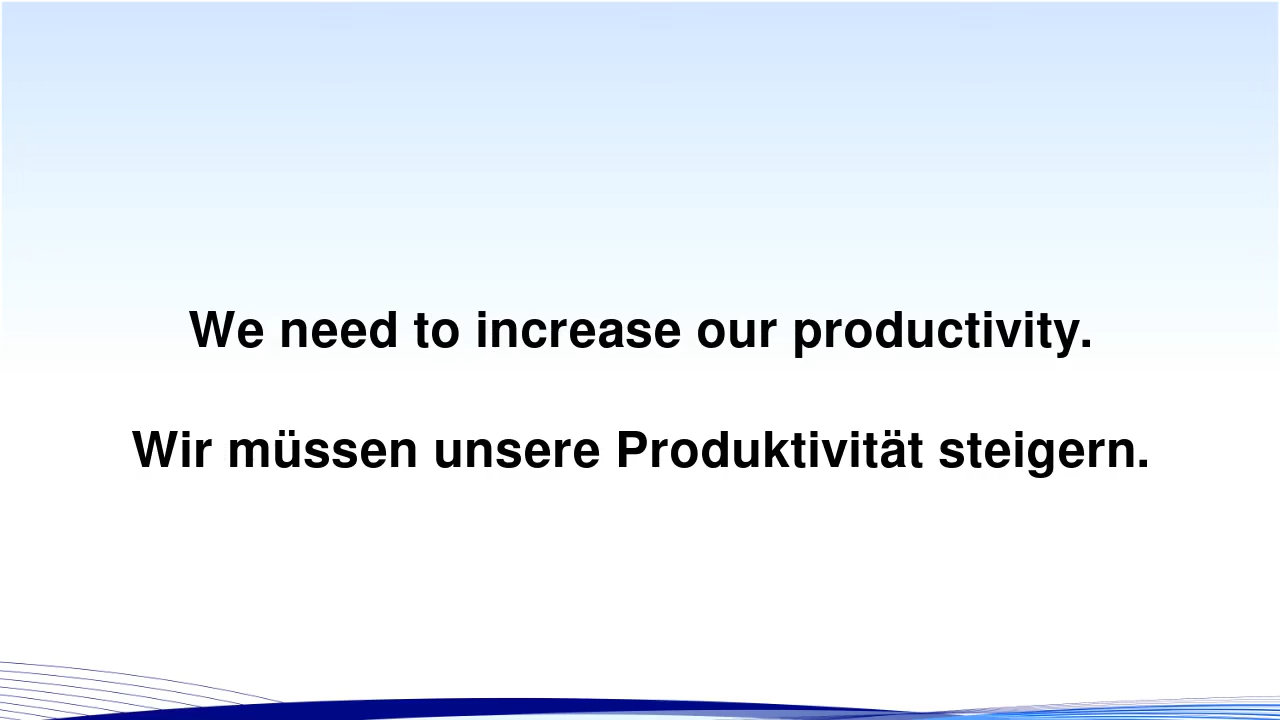 We need to increase our productivity.
Wir müssen unsere Produktivität steigern.